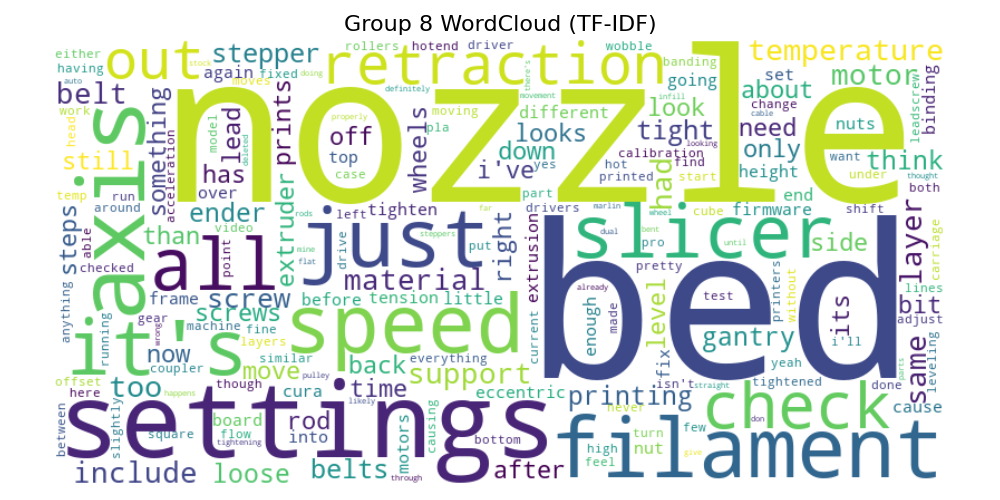 Group 8 WordCloud (TF-IDF)
either rollers hotend driver wobble
having out stepper retraction banding temperature
auto stock again fixed doing definitely there's going set motor
belt moves movement about
work something prints nozzle different look change leadscrew binding
head acceleration model lead properly off wheels moving infill cable nuts
still has deleted top pla looks tight need only
axis case i've yes down calibration looking height want think
temp run over hot find start under thought
around printed had both
able steps ender extruder rods left tighten part end
than video drive just far right drivers marlin wheel cube firmware shift
anything checked all point mine flat steppers put extrusion slicer dual bent pro until side same layer carriage
frame screw material bed pretty printers without
gear before tension little already test its lines
running it's wrong machine screws fine speed current enough made level gantry i'll bit adjust
now layers fix yeah leveling
coupler similar back everything
offset too move pulley support isn't straight tightened done parts
here though cura time eccentric printing never check don cause
between slightly settings happens likely
square board flow rod into motors causing bottom filament turn few give
tightening nut
include loose belts through after high feel